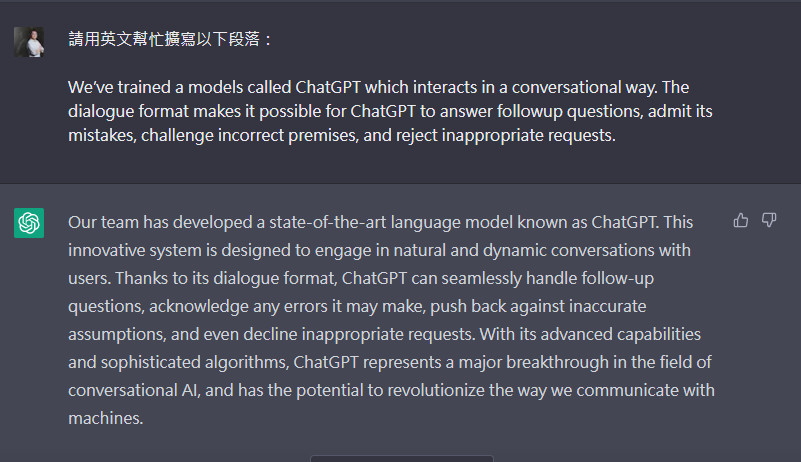 請用英文幫忙擴寫以下段落：
We've trained a models called ChatGPT which interacts in a conversational way. The
dialogue format makes it possible for ChatGPT to answer followup questions, admit its
mistakes, challenge incorrect premises, and reject inappropriate requests.
Our team has developed a state-of-the-art language model known as ChatGPT. This
innovative system is designed to engage in natural and dynamic conversations with
users. Thanks to its dialogue format, ChatGPT can seamlessly handle follow-up
questions, acknowledge any errors it may make, push back against inaccurate
assumptions, and even decline inappropriate requests. With its advanced capabilities
and sophisticated algorithms, ChatGPT represents a major breakthrough in the field of
conversational AI, and has the potential to revolutionize the way we communicate with
machines.